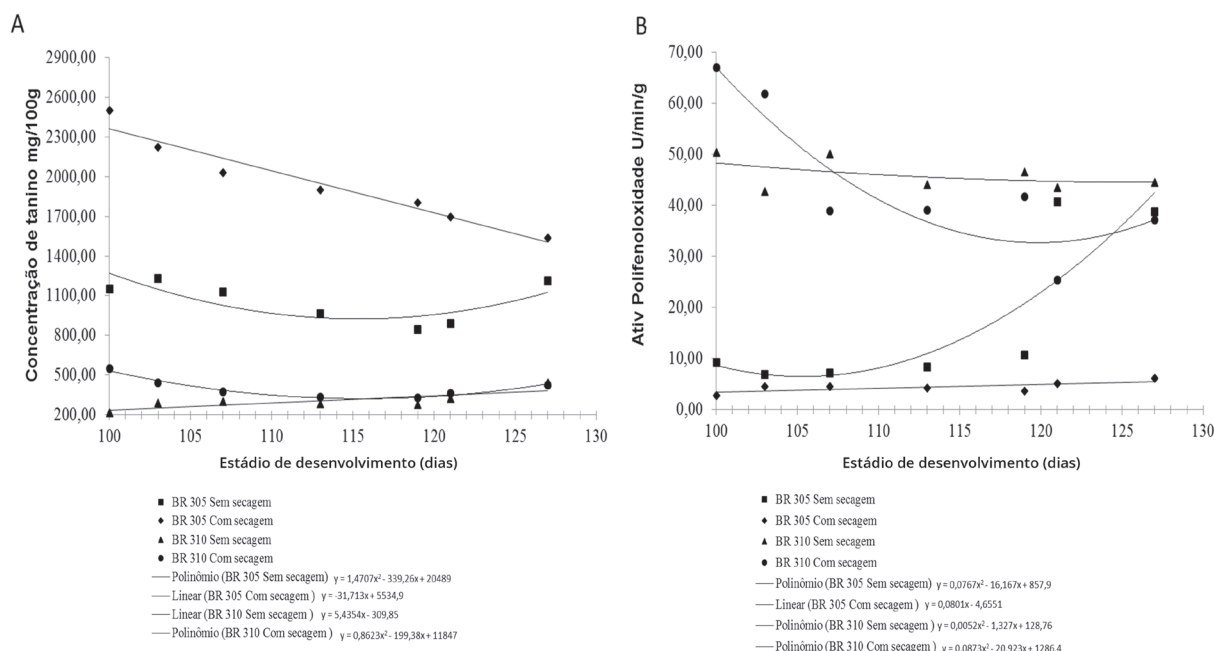 A
Concentração de tanino mg/100g
2900,00
2600,00
2300,00
2000,00
1700,00
1400,00
1100,00
800,00
500,00
200,00
100 105 110 115 120 125 130
Estádio de desenvolvimento (dias)
■ BR 305 Sem secagem
◆ BR 305 Com secagem
▲ BR 310 Sem secagem
● BR 310 Com secagem
Polinômio (BR 305 Sem secagem) y = 1,4707x² - 339,26x + 20489
Linear (BR 305 Com secagem ) y = -31,713x + 5534,9
Linear (BR 310 Sem secagem ) y = 5,4354x - 309,85
Polinômio (BR 310 Com secagem ) y = 0,8623x² - 199,38x + 11847
B
Ativ Polifenoloxidade U/min/g
70,00
60,00
50,00
40,00
30,00
20,00
10,00
0,00
100 105 110 115 120 125 130
Estádio de desenvolvimento (dias)
■ BR 305 Sem secagem
◆ BR 305 Com secagem
▲ BR 310 Sem secagem
● BR 310 Com secagem
Polinômio (BR 305 Sem secagem) y = 0,0767x² - 16,167x + 857,9
Linear (BR 305 Com secagem ) y = 0,0801x - 4,6551
Polinômio (BR 310 Sem secagem ) y = 0,0052x² - 1,327x + 128,76
Polinômio (BR 310 Com secagem ) y = 0,0873x² - 20,923x + 1286,4